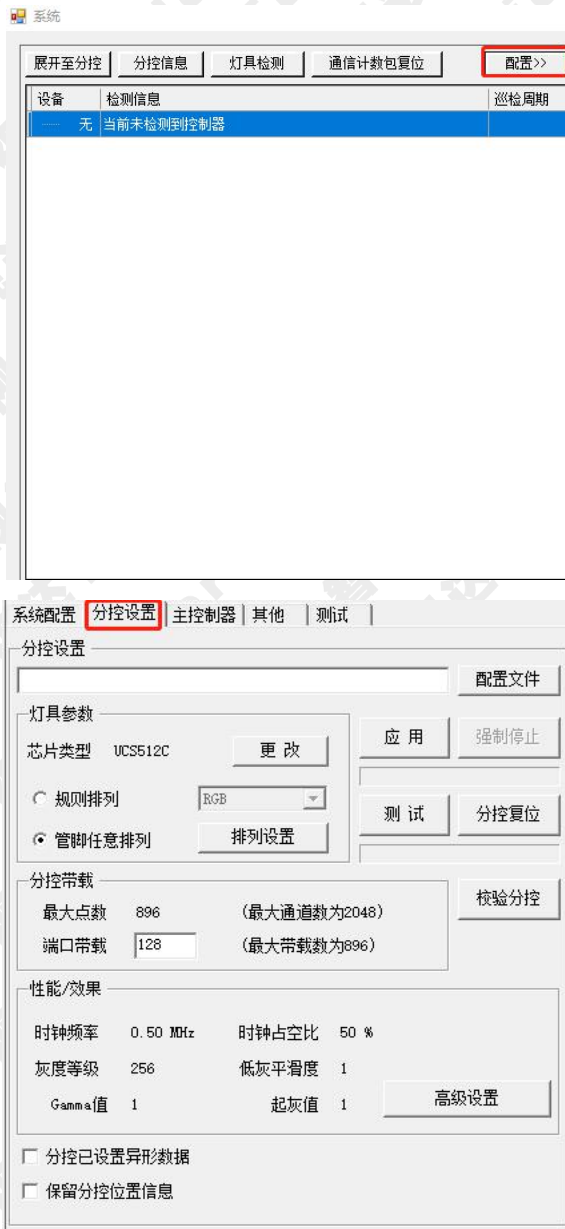 系统
展开至分控 分控信息 灯具检测 通信计数包复位 配置>>
设备 检测信息 巡检周期
无 当前未检测到控制器
系统配置 分控设置 主控制器 其他 测试
分控设置
配置文件
灯具参数
芯片类型 UCS512C 更改 应用 强制停止
规则排列 RGB
测试 分控复位
管脚任意排列 排列设置
分控带载
校验分控
最大点数 896 (最大通道数为2048)
端口带载 128 (最大带载数为896)
性能/效果
时钟频率 0.50 MHz 时钟占空比 50 %
灰度等级 256 低灰平滑度 1
Gamma值 1 起灰值 1 高级设置
分控已设置异形数据
保留分控位置信息